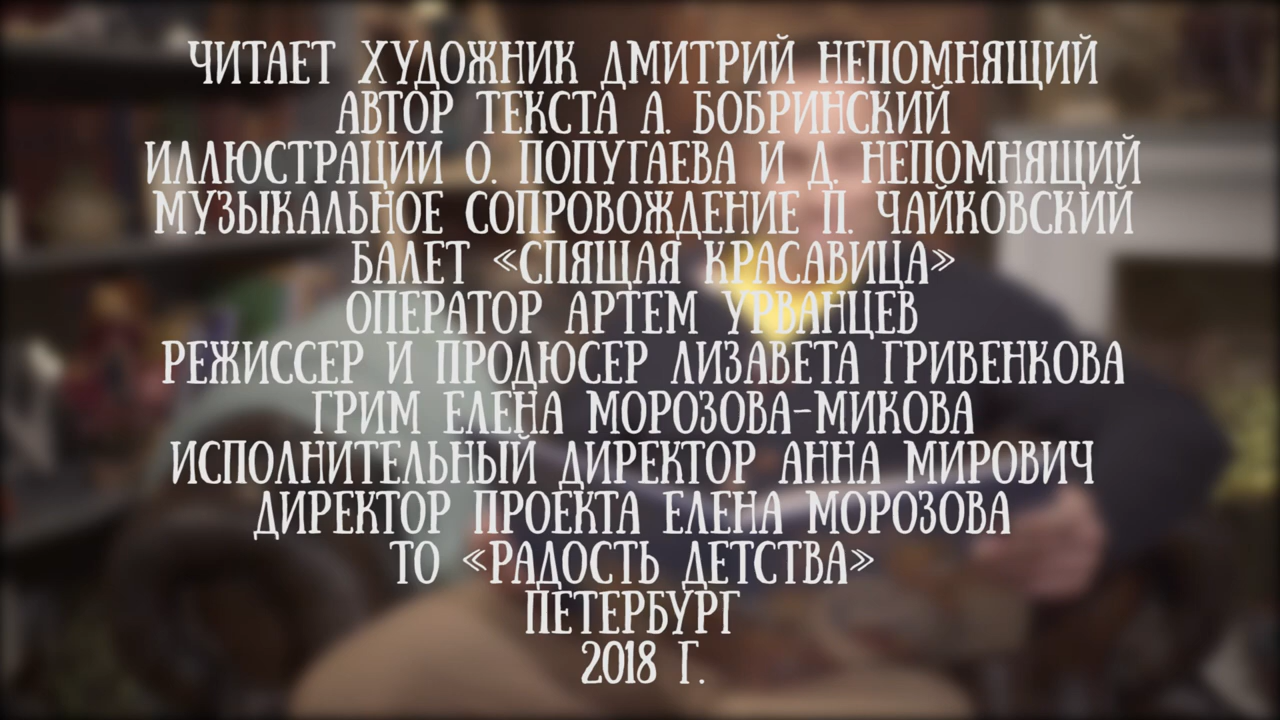 ЧИТАЕТ ХУДОЖНИК ДМИТРИЙ НЕПОМНЯЩИЙ
АВТОР ТЕКСТА А. БОБРИНСКИЙ
ИЛЛЮСТРАЦИИ О. ПОПУГАЕВА И Д. НЕПОМНЯЩИЙ
МУЗЫКАЛЬНОЕ СОПРОВОЖДЕНИЕ П. ЧАЙКОВСКИЙ
БАЛЕТ «СПЯЩАЯ КРАСАВИЦА»
ОПЕРАТОР АРТЕМ УРВАНЦЕВ
РЕЖИССЕР И ПРОДЮСЕР ЛИЗАВЕТА ГРИВЕНКОВА
ГРИМ ЕЛЕНА МОРОЗОВА-МИКОВА
ИСПОЛНИТЕЛЬНЫЙ ДИРЕКТОР АННА МИРОВИЧ
ДИРЕКТОР ПРОЕКТА ЕЛЕНА МОРОЗОВА
ТО «РАДОСТЬ ДЕТСТВА»
ПЕТЕРБУРГ
2018 Г.